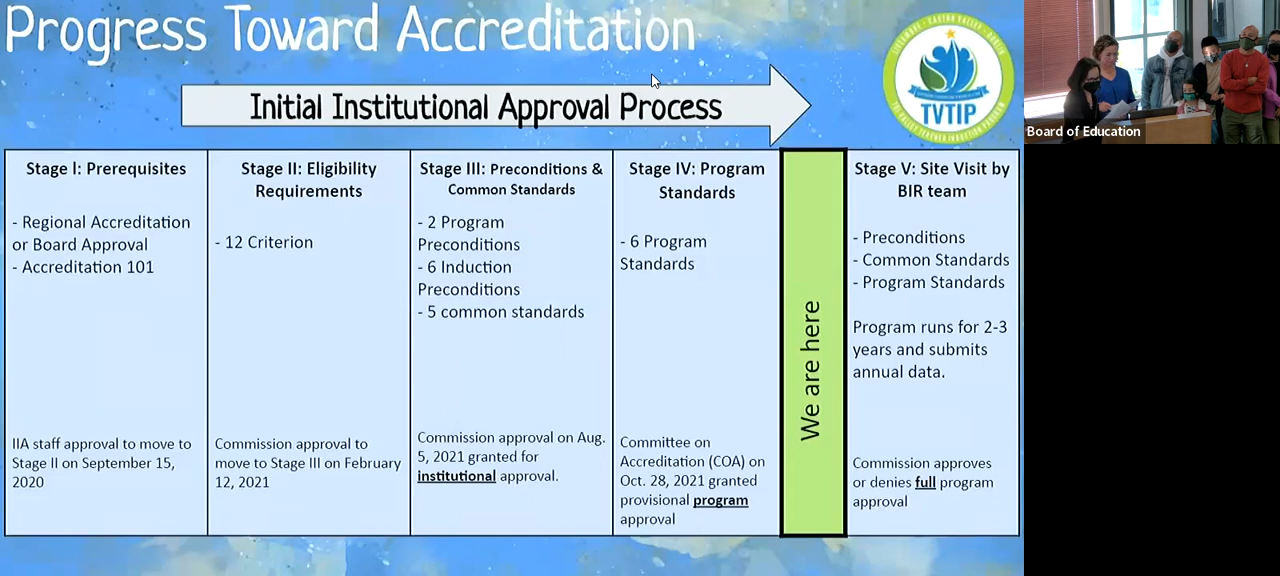 Progress Toward Accreditation
Initial Institutional Approval Process
TVTIP
Board of Education
Stage I: Prerequisites
- Regional Accreditation
or Board Approval
- Accreditation 101
IIA staff approval to move to
Stage II on September 15,
2020
Stage II: Eligibility
Requirements
- 12 Criterion
Commission approval to
move to Stage III on February
12, 2021
Stage III: Preconditions &
Common Standards
- 2 Program
Preconditions
- 6 Induction
Preconditions
- 5 common standards
Commission approval on Aug.
5, 2021 granted for
institutional approval.
Stage IV: Program
Standards
- 6 Program
Standards
Committee on
Accreditation (COA) on
Oct. 28, 2021 granted
provisional program
approval
We are here
Stage V: Site Visit by
BIR team
- Preconditions
- Common Standards
- Program Standards
Program runs for 2-3
years and submits
annual data.
Commission approves
or denies full program
approval